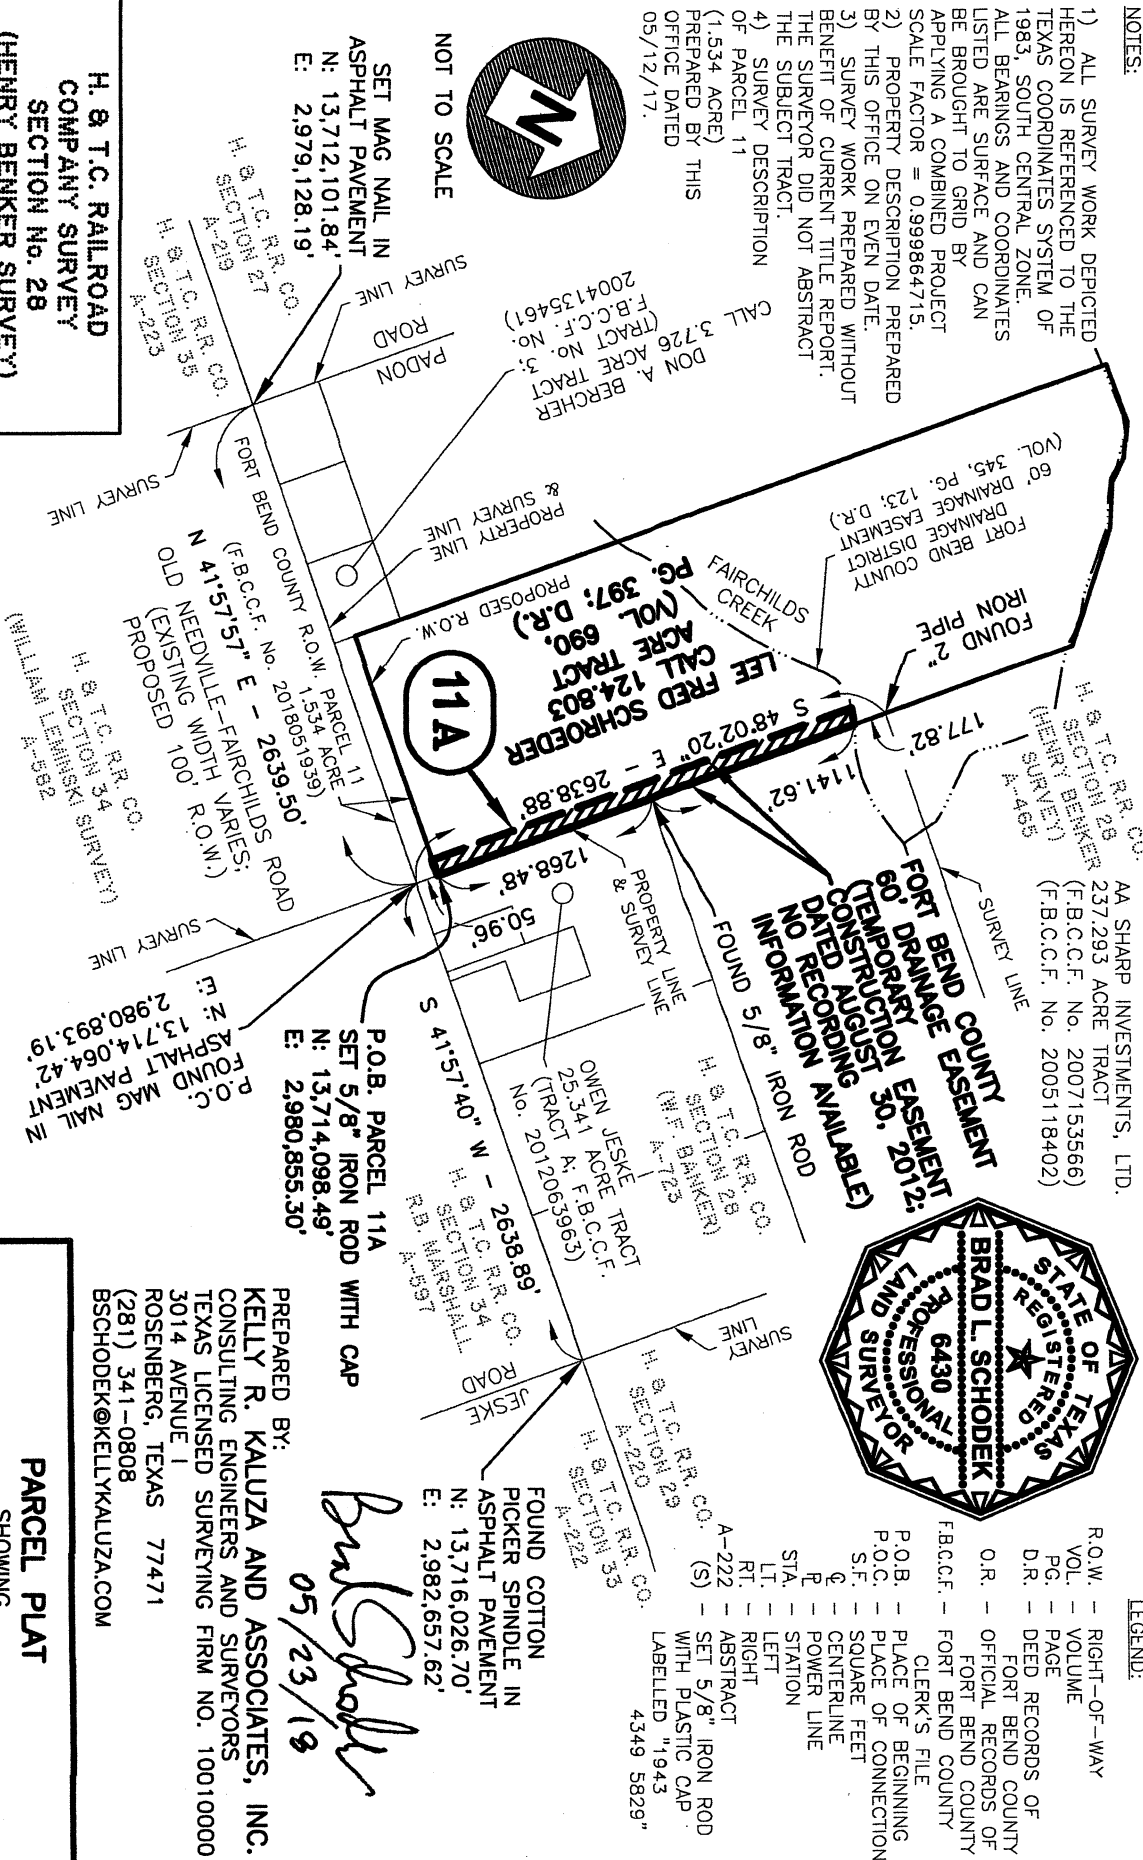 NOTES:
1) ALL SURVEY WORK DEPICTED
HEREON IS REFERENCED TO THE
TEXAS COORDINATES SYSTEM OF
1983, SOUTH CENTRAL ZONE.
ALL BEARINGS AND COORDINATES
LISTED ARE SURFACE AND CAN
BE BROUGHT TO GRID BY
APPLYING A COMBINED PROJECT
SCALE FACTOR = 0.999864715.
2) PROPERTY DESCRIPTION PREPARED
BY THIS OFFICE ON EVEN DATE.
3) SURVEY WORK PREPARED WITHOUT
BENEFIT OF CURRENT TITLE REPORT.
THE SURVEYOR DID NOT ABSTRACT
THE SUBJECT TRACT.
4) SURVEY DESCRIPTION
OF PARCEL 11
(1.534 ACRE)
PREPARED BY THIS
OFFICE DATED
05/12/17.
N
NOT TO SCALE
SET MAG NAIL IN
ASPHALT PAVEMENT
N: 13,712,101.84'
E: 2,979,128.19'
H. & T.C. RAILROAD
COMPANY SURVEY
SECTION No. 28
(HENRY BENKER SURVEY)
H. & T.C. R.R. CO.
SECTION 27
A-219
H. & T.C. R.R. CO.
SECTION 35
A-223
SURVEY LINE
PADON
ROAD
SURVEY LINE
DON A. BERCHER
CALL 3.726 ACRE TRACT
(TRACT No. 3;
F.B.C.C.F. No.
2004135461)
PROPERTY LINE
& SURVEY LINE
FORT BEND COUNTY R.O.W. PARCEL 11
1.534 ACRE
(F.B.C.C.F. No. 2018051939)
N 41°57'57" E - 2639.50'
OLD NEEDVILLE-FAIRCHILDS ROAD
(EXISTING WIDTH VARIES;
PROPOSED 100' R.O.W.)
H. & T.C. R.R. CO.
SECTION 34
(WILLIAM LEMINSKI SURVEY)
A-582
PROPOSED R.O.W.
FORT BEND COUNTY
DRAINAGE DISTRICT
60' DRAINAGE EASEMENT
(VOL. 345, PG. 123, D.R.)
FAIRCHILDS
CREEK
FOUND 2"
IRON PIPE
LEE FRED SCHROEDER
CALL 124.803
ACRE TRACT
(VOL. 690,
PG. 397; D.R.)
11A
S 48°02'20" E - 2638.88'
177.82'
1141.62'
1268.48'
50.96'
H. & T.C. R.R. CO.
SECTION 28
(HENRY BENKER
SURVEY)
A-465
AA SHARP INVESTMENTS, LTD.
237.293 ACRE TRACT
(F.B.C.C.F. No. 2007153566)
(F.B.C.C.F. No. 2005118402)
SURVEY LINE
FORT BEND COUNTY
60' DRAINAGE EASEMENT
(TEMPORARY
CONSTRUCTION EASEMENT
DATED AUGUST 30, 2012;
NO RECORDING
INFORMATION AVAILABLE)
FOUND 5/8" IRON ROD
PROPERTY LINE
& SURVEY LINE
H. & T.C. R.R. CO.
SECTION 28
(W.F. BANKER)
A-723
OWEN JESKE
25.341 ACRE TRACT
(TRACT A; F.B.C.C.F.
No. 2012063963)
S 41°57'40" W - 2638.89'
H. & T.C. R.R. CO.
SECTION 34
R.B. MARSHALL
A-597
SURVEY LINE
P.O.C.
FOUND MAG NAIL IN
ASPHALT PAVEMENT
N: 13,714,064.42'
E: 2,980,893.19'
P.O.B. PARCEL 11A
SET 5/8" IRON ROD WITH CAP
N: 13,714,098.49'
E: 2,980,855.30'
SURVEY
LINE
JESKE
ROAD
H. & T.C. R.R. CO.
SECTION 29
A-220
H. & T.C. R.R. CO.
SECTION 33
A-222
FOUND COTTON
PICKER SPINDLE IN
ASPHALT PAVEMENT
N: 13,716,026.70'
E: 2,982,657.62'
STATE OF TEXAS
REGISTERED
BRAD L. SCHODEK
6430
PROFESSIONAL
LAND SURVEYOR
LEGEND:
R.O.W. - RIGHT-OF-WAY
VOL. - VOLUME
PG. - PAGE
D.R. - DEED RECORDS OF
FORT BEND COUNTY
O.R. - OFFICIAL RECORDS OF
FORT BEND COUNTY
F.B.C.C.F. - FORT BEND COUNTY
CLERK'S FILE
P.O.B. - PLACE OF BEGINNING
P.O.C. - PLACE OF CONNECTION
S.F. - SQUARE FEET
℄ - CENTERLINE
P - POWER LINE
STA. - STATION
LT. - LEFT
RT. - RIGHT
A-222 - ABSTRACT
(S) - SET 5/8" IRON ROD
WITH PLASTIC CAP
LABELLED "1943
4349 5829"
Brad Schodek
05/23/18
PREPARED BY:
KELLY R. KALUZA AND ASSOCIATES, INC.
CONSULTING ENGINEERS AND SURVEYORS
TEXAS LICENSED SURVEYING FIRM NO. 10010000
3014 AVENUE I
ROSENBERG, TEXAS 77471
(281) 341-0808
BSCHODEK@KELLYKALUZA.COM
PARCEL PLAT
SHOWING